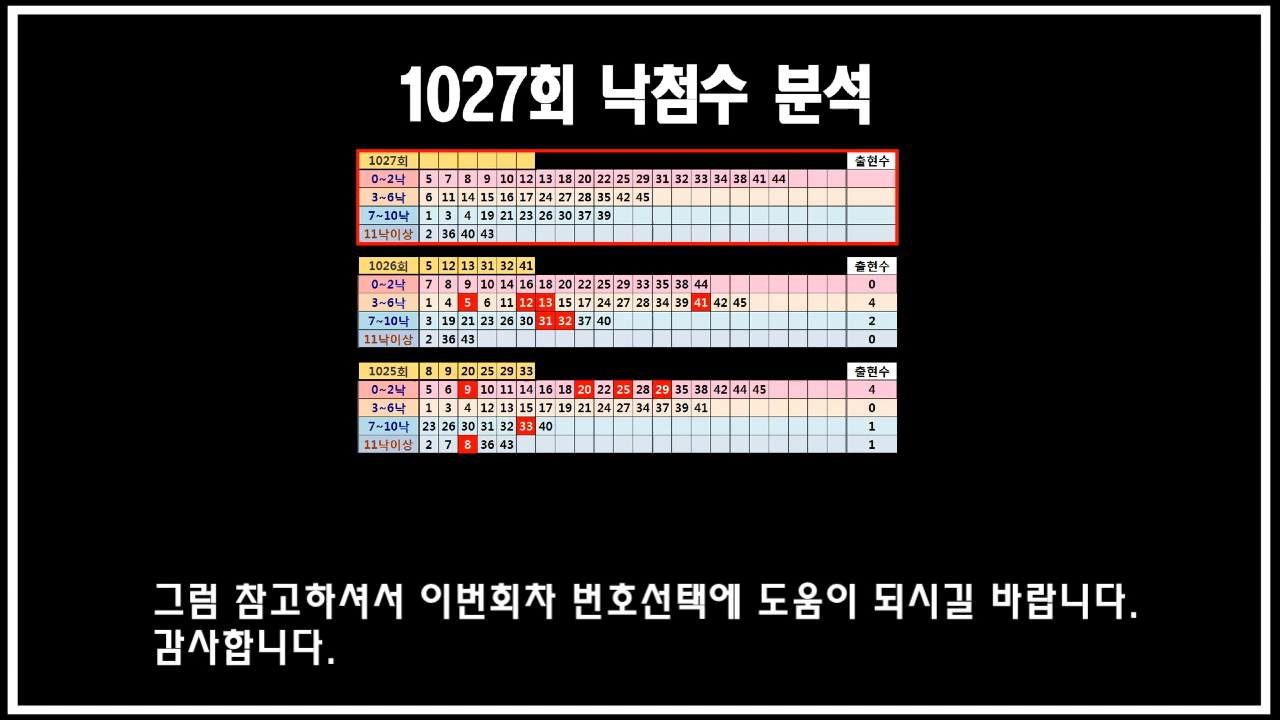 1027회 낙첨수 분석
1027회 출현수
0~2낙 5 7 8 9 10 12 13 18 20 22 25 29 31 32 33 34 38 41 44
3~6낙 6 11 14 15 16 17 24 27 28 35 42 45
7~10낙 1 3 4 19 21 23 26 30 37 39
11낙이상 2 36 40 43
1026회 5 12 13 31 32 41 출현수
0~2낙 7 8 9 10 14 16 18 20 22 25 29 33 35 38 44 0
3~6낙 1 4 5 6 11 12 13 15 17 24 27 28 34 39 41 42 45 4
7~10낙 3 19 21 23 26 30 31 32 37 40 2
11낙이상 2 36 43 0
1025회 8 9 20 25 29 33 출현수
0~2낙 5 6 9 10 11 14 16 18 20 22 25 28 29 35 38 42 44 45 4
3~6낙 1 3 4 12 13 15 17 19 21 24 27 34 37 39 41 0
7~10낙 23 26 30 31 32 33 40 1
11낙이상 2 7 8 36 43 1
그럼 참고하셔서 이번회차 번호선택에 도움이 되시길 바랍니다.
감사합니다.